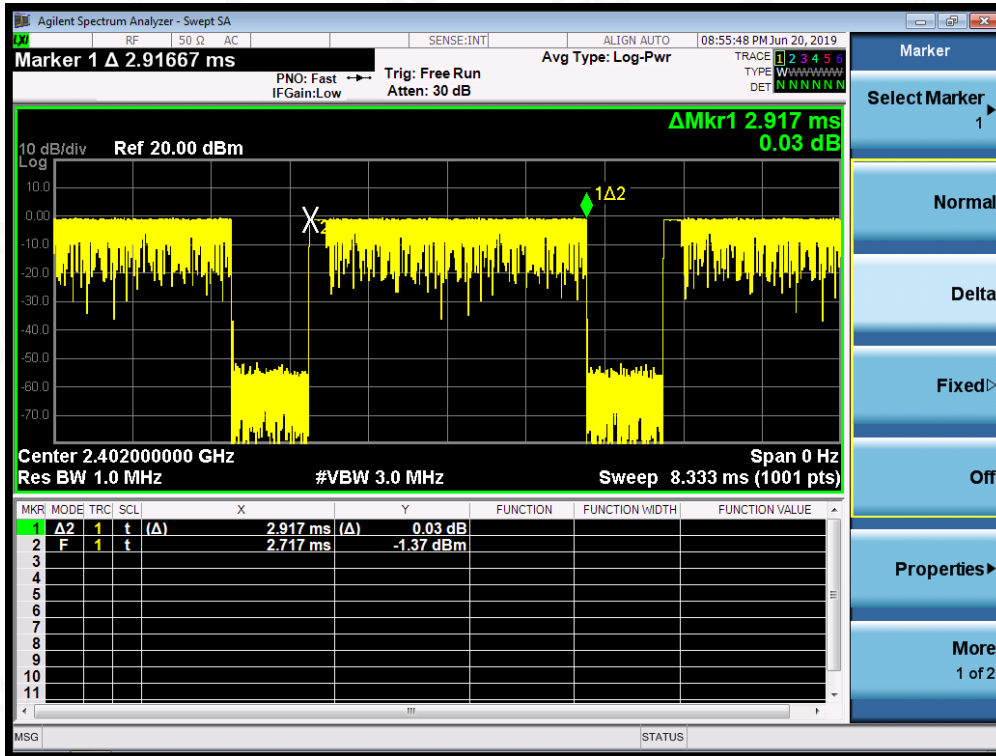 Agilent Spectrum Analyzer - Swept SA
LXI RF 50 Ω AC SENSE:INT ALIGN AUTO 08:55:48 PM Jun 20, 2019
Marker 1 Δ 2.91667 ms
PNO: Fast
IFGain:Low
Trig: Free Run
Atten: 30 dB
Avg Type: Log-Pwr
TRACE 1 2 3 4 5 6
TYPE WWWWWWW
DET N N N N N N
ΔMkr1 2.917 ms
0.03 dB
10 dB/div Ref 20.00 dBm
Log
10.0
0.00
-10.0
-20.0
-30.0
-40.0
-50.0
-60.0
-70.0
1Δ2
X2
Center 2.402000000 GHz Span 0 Hz
Res BW 1.0 MHz #VBW 3.0 MHz Sweep 8.333 ms (1001 pts)
MKR MODE TRC SCL X Y FUNCTION FUNCTION WIDTH FUNCTION VALUE
1 Δ2 1 t (Δ) 2.917 ms (Δ) 0.03 dB
2 F 1 t 2.717 ms -1.37 dBm
3
4
5
6
7
8
9
10
11
MSG STATUS
Marker
Select Marker
1
Normal
Delta
Fixed
Off
Properties
More
1 of 2